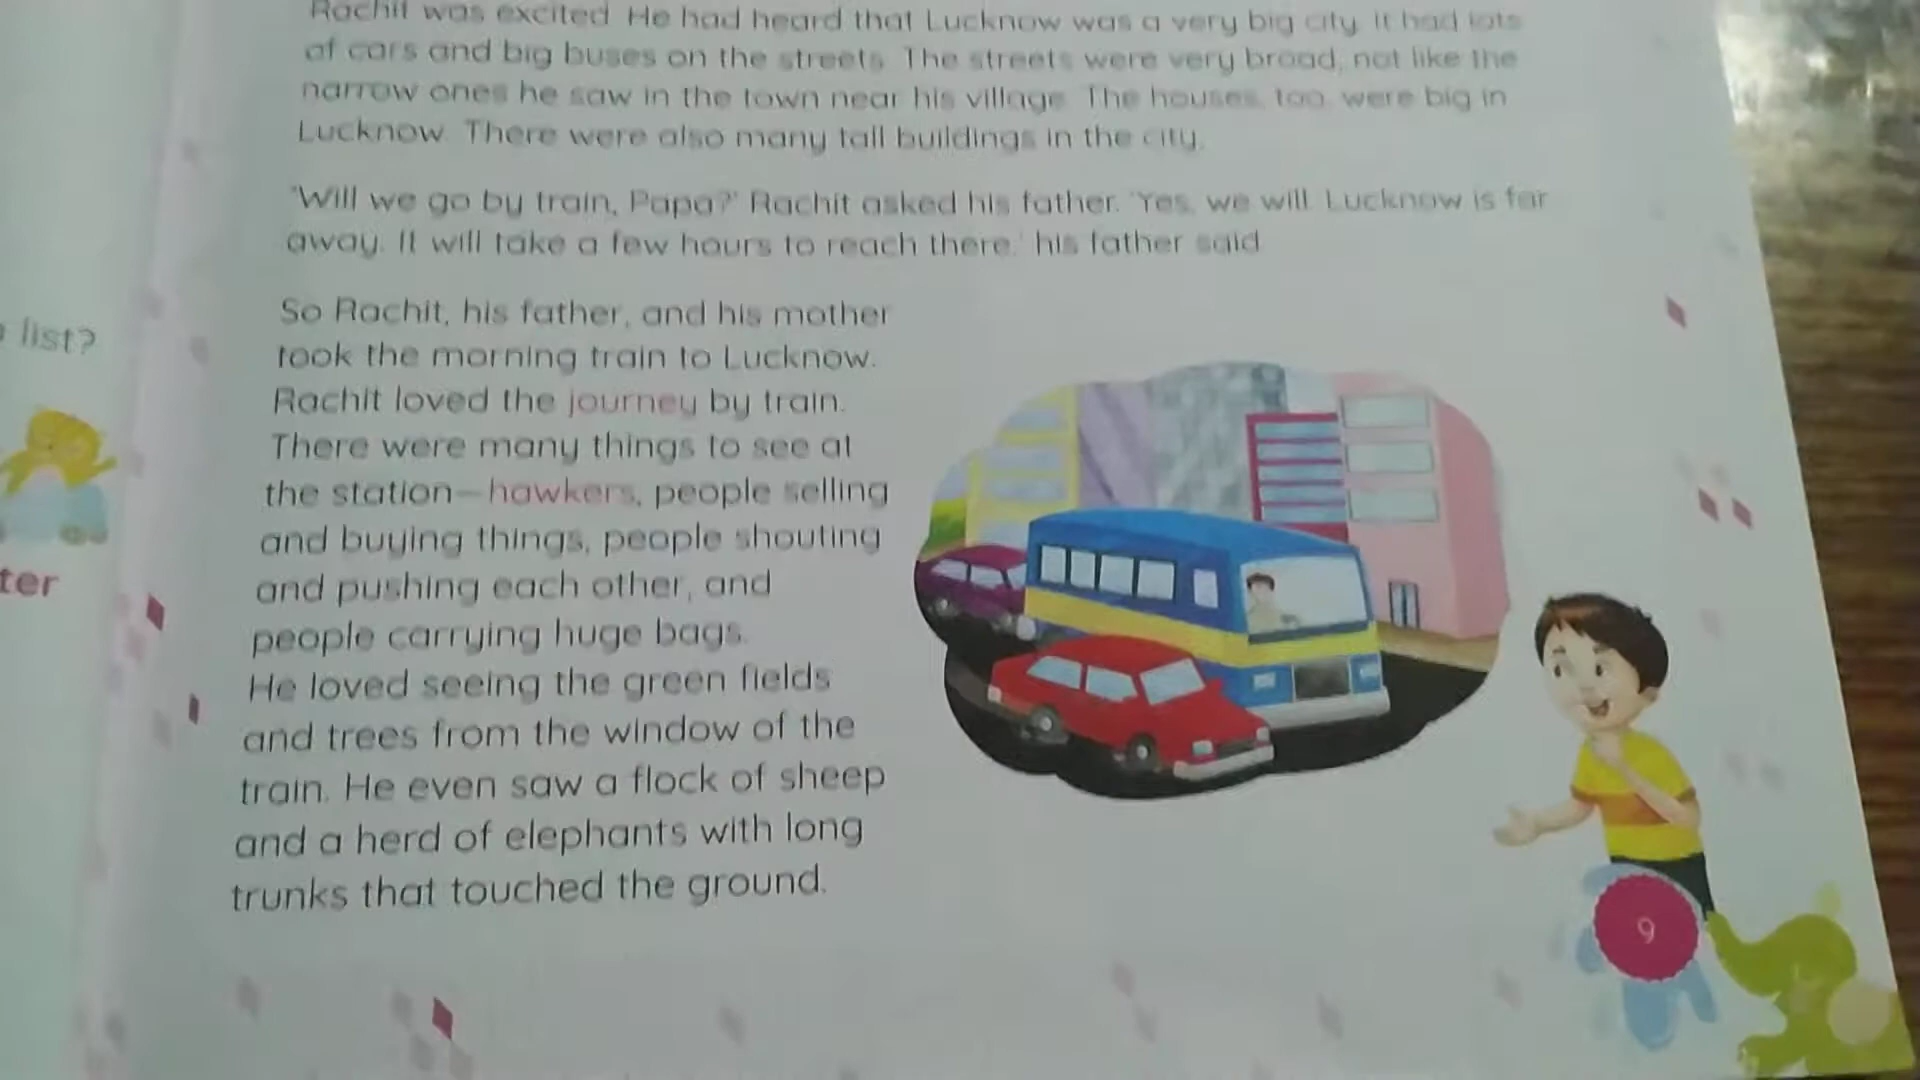 Rachit was excited. He had heard that Lucknow was a very big city. It had lots
of cars and big buses on the streets. The streets were very broad, not like the
narrow ones he saw in the town near his village. The houses, too, were big in
Lucknow. There were also many tall buildings in the city.
'Will we go by train, Papa?' Rachit asked his father. 'Yes, we will. Lucknow is far
away. It will take a few hours to reach there,' his father said.
So Rachit, his father, and his mother
took the morning train to Lucknow.
Rachit loved the journey by train.
There were many things to see at
the station—hawkers, people selling
and buying things, people shouting
and pushing each other, and
people carrying huge bags.
He loved seeing the green fields
and trees from the window of the
train. He even saw a flock of sheep
and a herd of elephants with long
trunks that touched the ground.
list?
ter
9